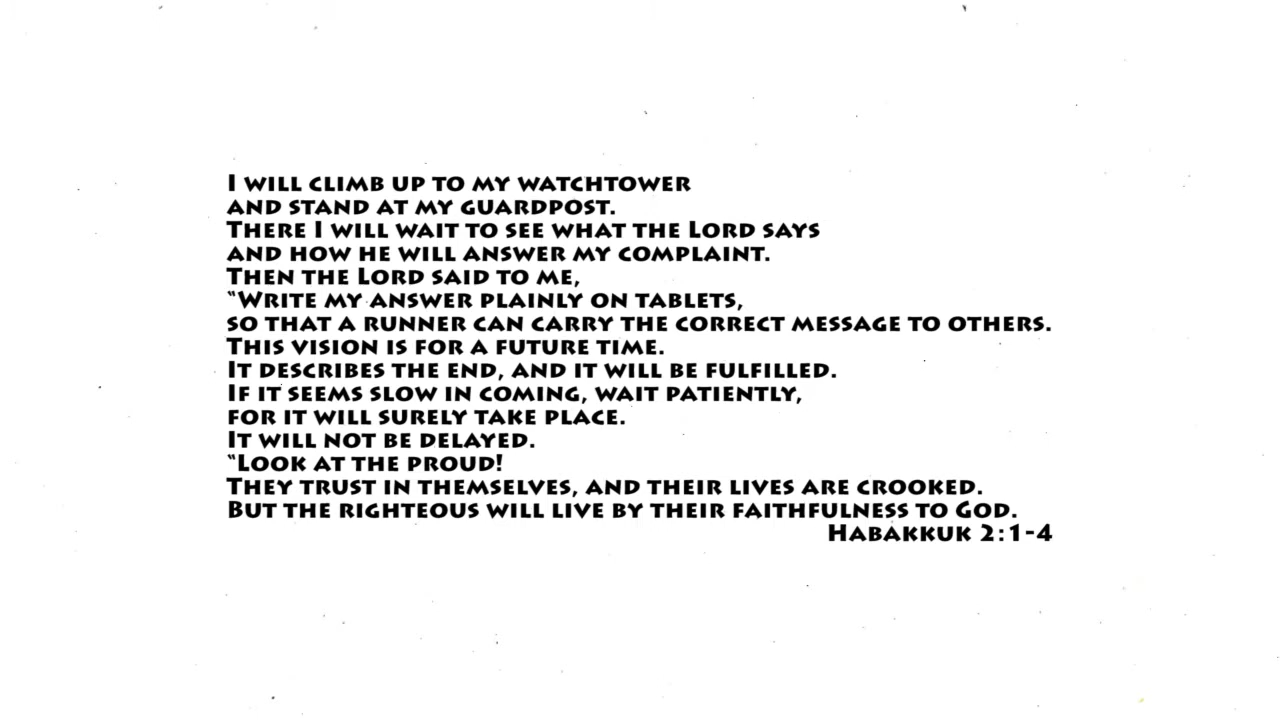 I will climb up to my watchtower
and stand at my guardpost.
There I will wait to see what the Lord says
and how he will answer my complaint.
Then the Lord said to me,
“Write my answer plainly on tablets,
so that a runner can carry the correct message to others.
This vision is for a future time.
It describes the end, and it will be fulfilled.
If it seems slow in coming, wait patiently,
for it will surely take place.
It will not be delayed.
“Look at the proud!
They trust in themselves, and their lives are crooked.
But the righteous will live by their faithfulness to God.
Habakkuk 2:1-4